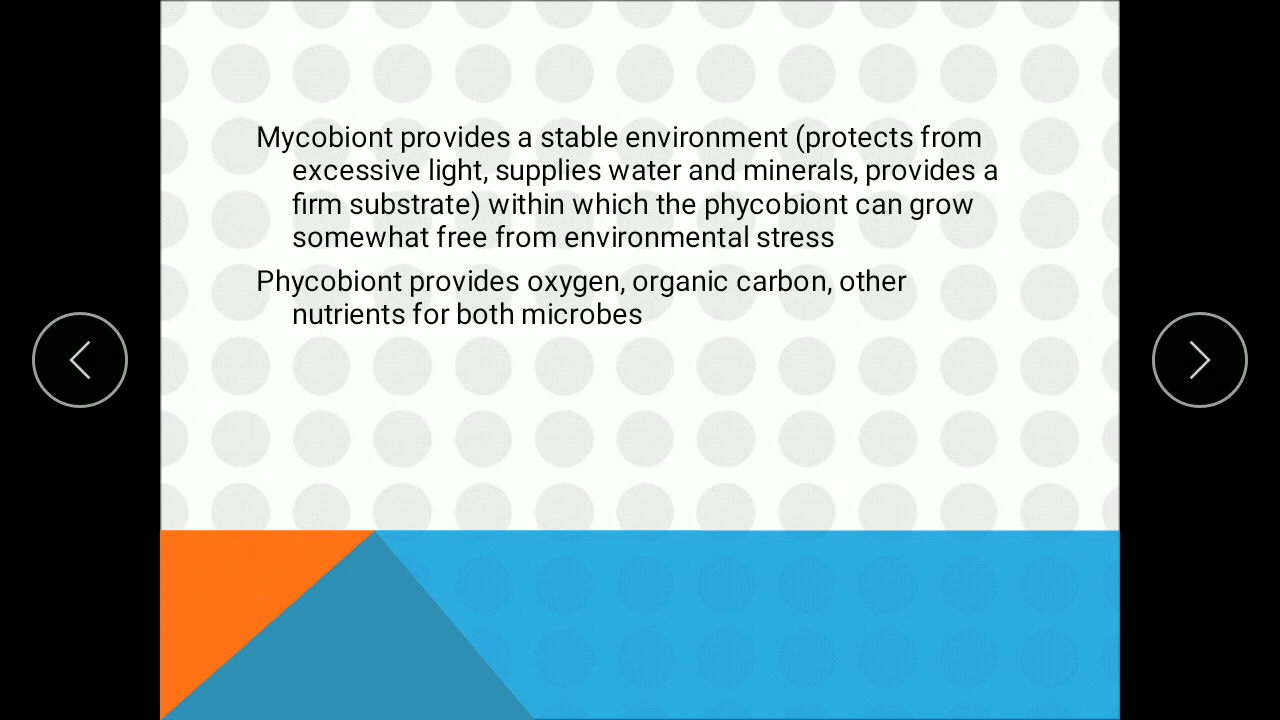 Mycobiont provides a stable environment (protects from
excessive light, supplies water and minerals, provides a
firm substrate) within which the phycobiont can grow
somewhat free from environmental stress
Phycobiont provides oxygen, organic carbon, other
nutrients for both microbes